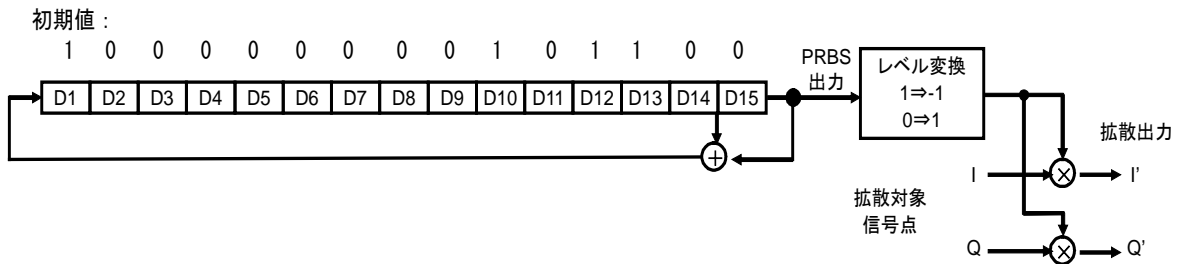 初期値：
1 0 0 0 0 0 0 0 0 1 0 1 1 0 0
D1 D2 D3 D4 D5 D6 D7 D8 D9 D10 D11 D12 D13 D14 D15
PRBS
出力
レベル変換
1⇒-1
0⇒1
拡散出力
I
I'
拡散対象
信号点
Q
Q'